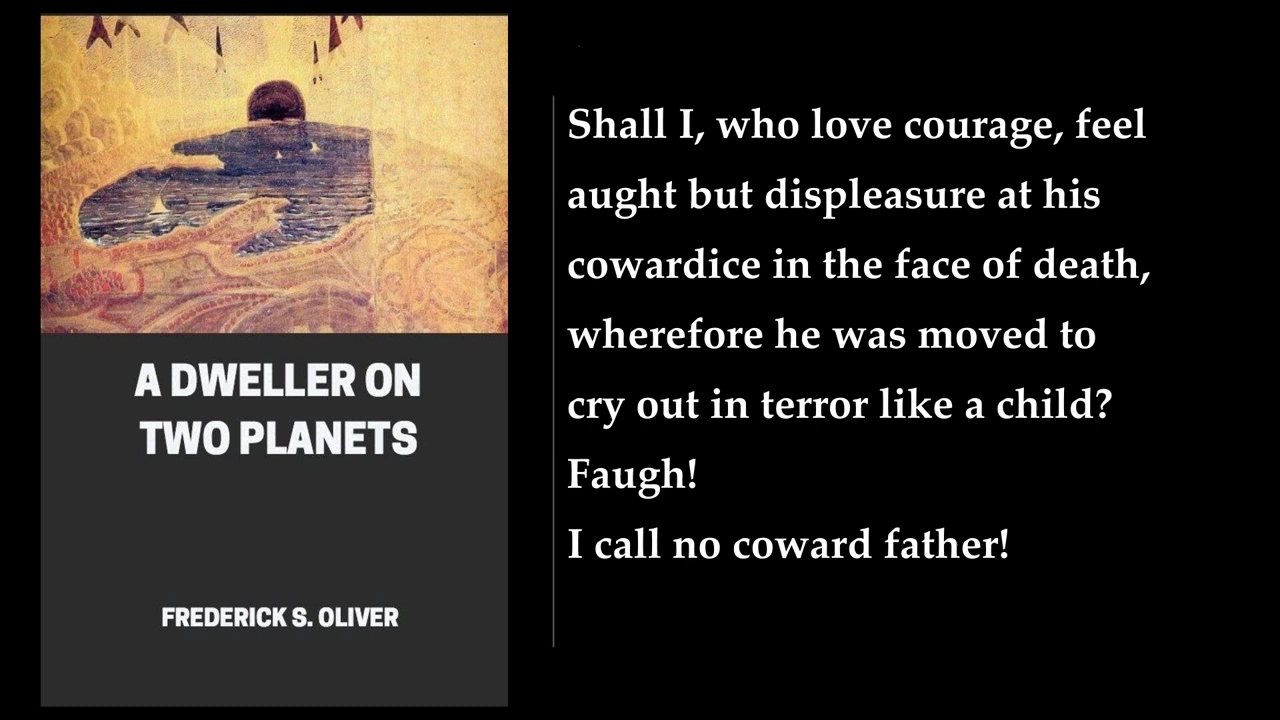 A DWELLER ON
TWO PLANETS
FREDERICK S. OLIVER
Shall I, who love courage, feel
aught but displeasure at his
cowardice in the face of death,
wherefore he was moved to
cry out in terror like a child?
Faugh!
I call no coward father!